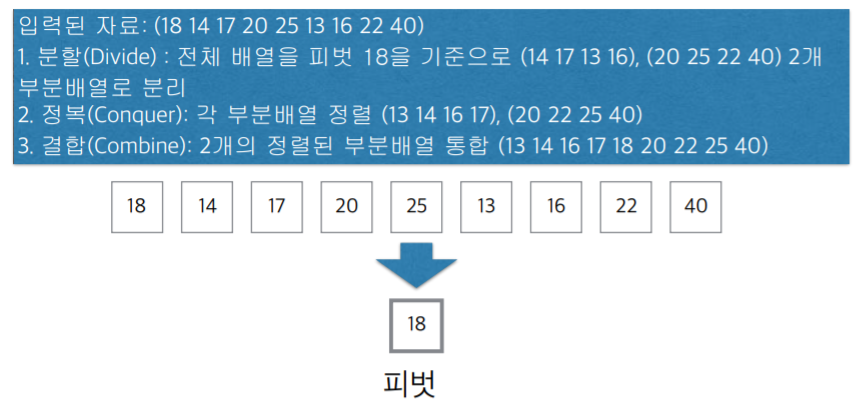 입력된 자료: (18 14 17 20 25 13 16 22 40)
1. 분할(Divide) : 전체 배열을 피벗 18을 기준으로 (14 17 13 16), (20 25 22 40) 2개
부분배열로 분리
2. 정복(Conquer): 각 부분배열 정렬 (13 14 16 17), (20 22 25 40)
3. 결합(Combine): 2개의 정렬된 부분배열 통합 (13 14 16 17 18 20 22 25 40)
18 14 17 20 25 13 16 22 40
18
피벗